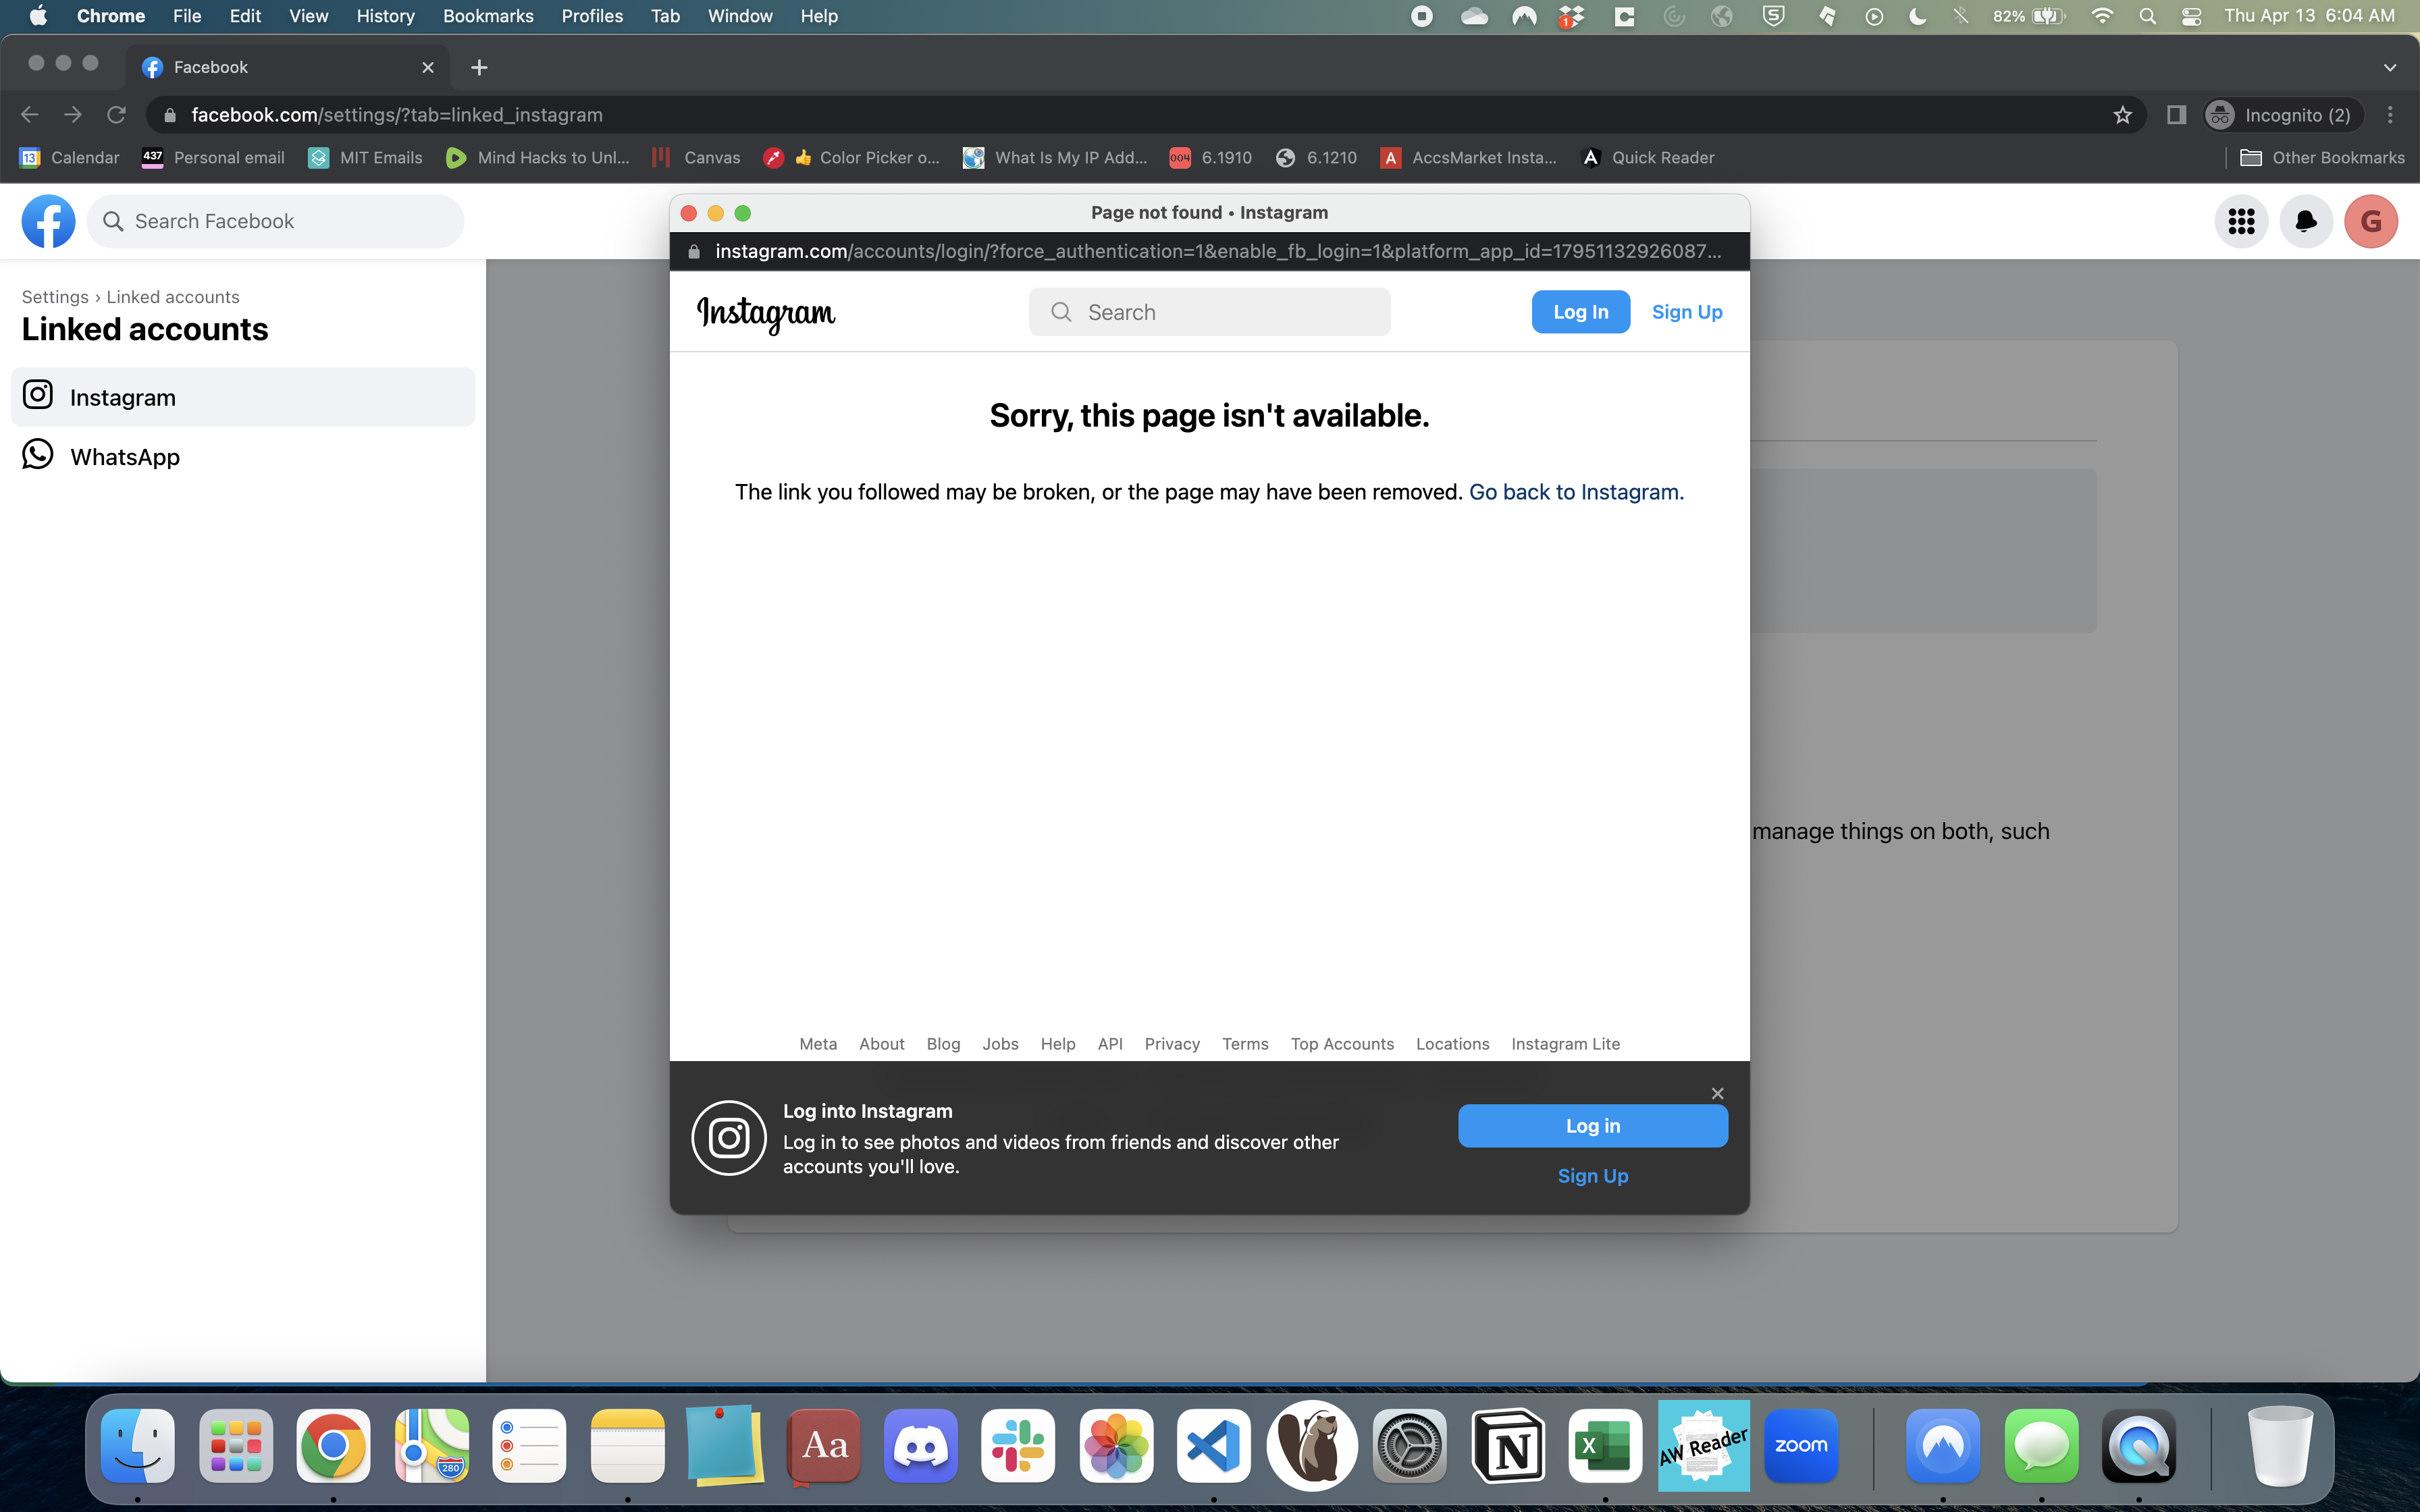 Chrome File Edit View History Bookmarks Profiles Tab Window Help
1
82%
Thu Apr 13 6:04 AM
Facebook
facebook.com/settings/?tab=linked_instagram
Incognito (2)
13 Calendar
437 Personal email
MIT Emails
Mind Hacks to Unl...
Canvas
👍 Color Picker o...
What Is My IP Add...
004 6.1910
6.1210
A AccsMarket Insta...
A Quick Reader
Other Bookmarks
Search Facebook
G
Settings › Linked accounts
Linked accounts
Instagram
WhatsApp
Page not found • Instagram
instagram.com/accounts/login/?force_authentication=1&enable_fb_login=1&platform_app_id=17951132926087...
Instagram
Search
Log In
Sign Up
Sorry, this page isn't available.
The link you followed may be broken, or the page may have been removed. Go back to Instagram.
manage things on both, such
Meta About Blog Jobs Help API Privacy Terms Top Accounts Locations Instagram Lite
Log into Instagram
Log in to see photos and videos from friends and discover other
accounts you'll love.
Log in
Sign Up
280
Aa
N
X
AW Reader
zoom